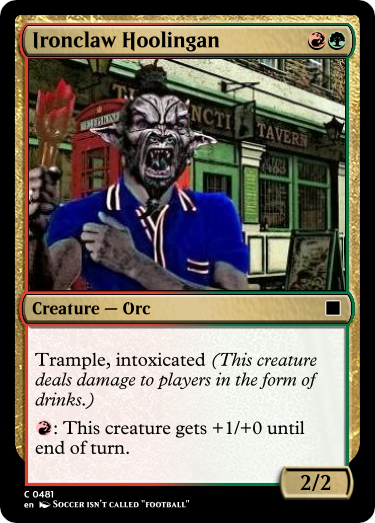 Ironclaw Hoolingan
TAVERN
Creature — Orc
Trample, intoxicated (This creature
deals damage to players in the form of
drinks.)
: This creature gets +1/+0 until
end of turn.
2/2
C 0481
en SOCCER ISN'T CALLED "FOOTBALL"